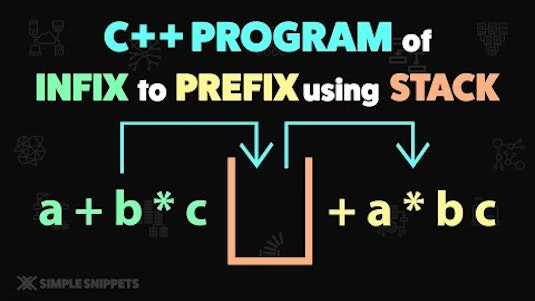 C++ PROGRAM of
INFIX to PREFIX using STACK
a + b * c + a * b c
SIMPLE SNIPPETS